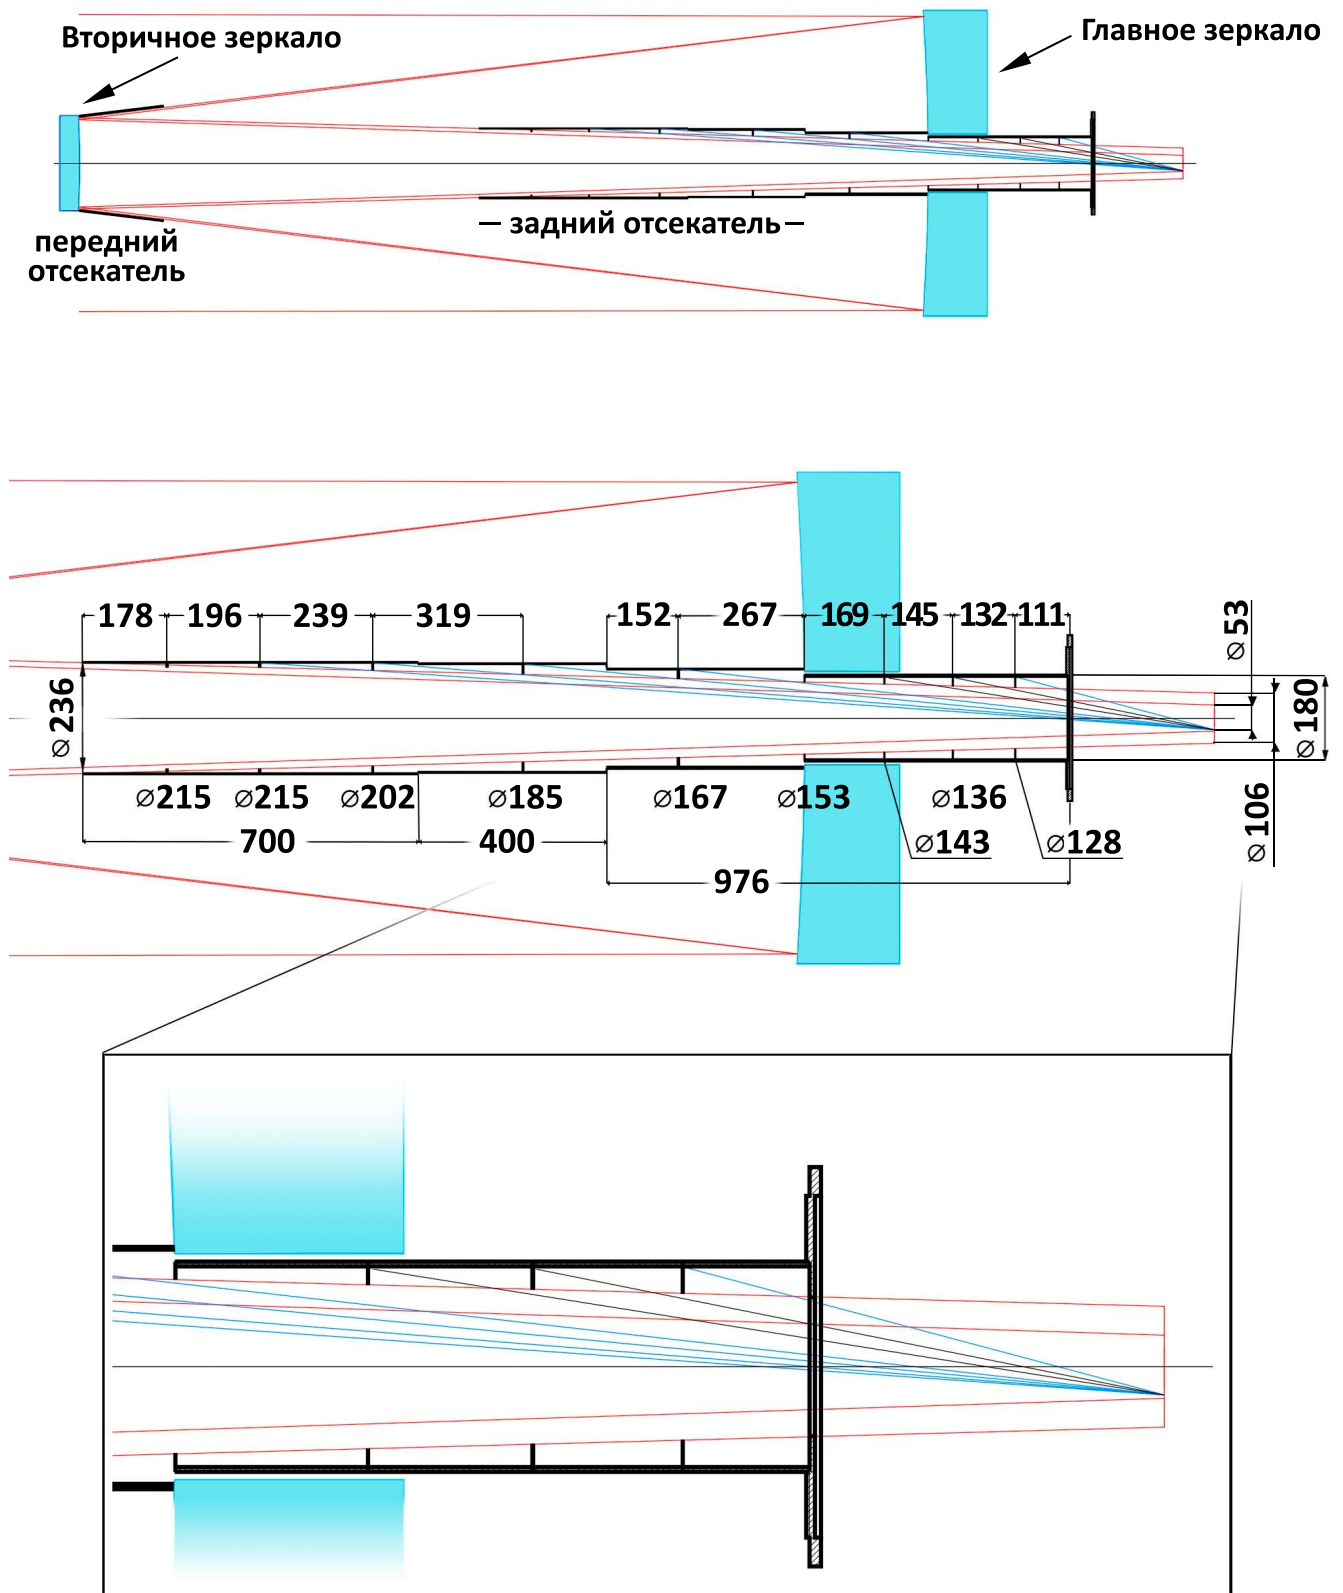 Вторичное зеркало
Главное зеркало
— задний отсекатель —
передний
отсекатель
178 196 239 319 152 267 169 145 132 111
⌀53
⌀236
⌀180
⌀215 ⌀215 ⌀202 ⌀185 ⌀167 ⌀153 ⌀136
⌀106
700 400 ⌀143 ⌀128
976